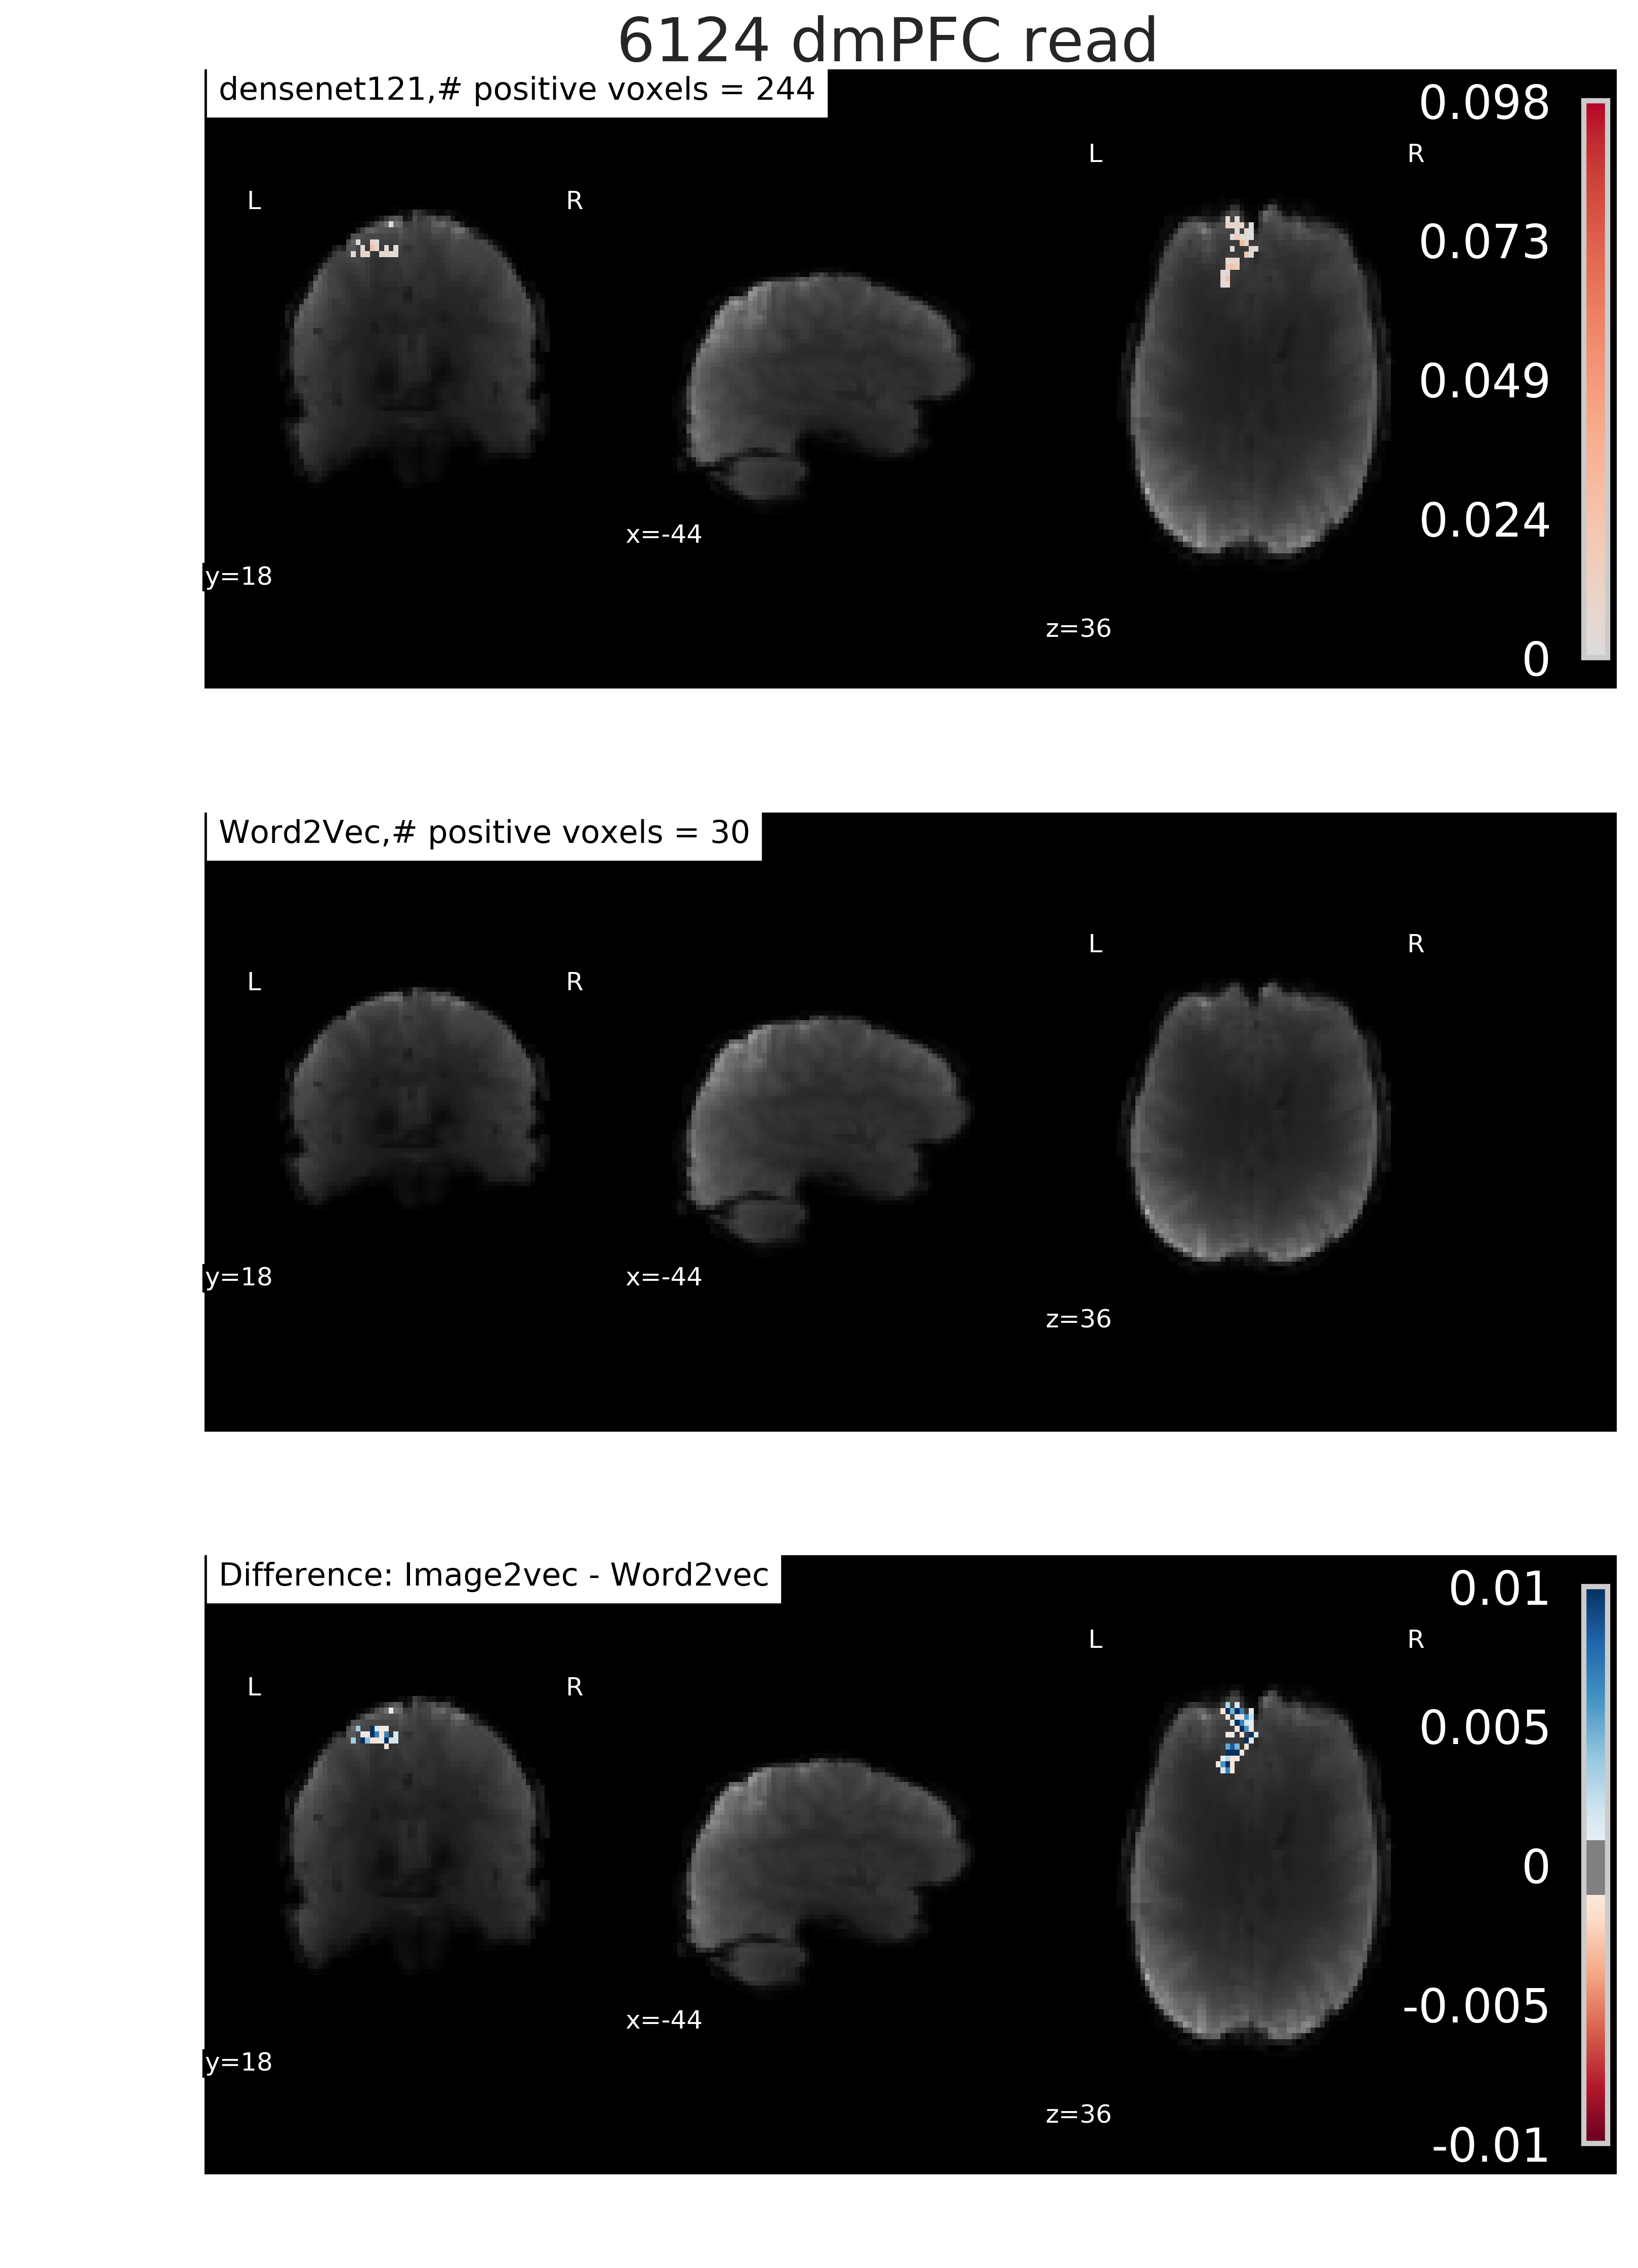 6124 dmPFC read
densenet121,# positive voxels = 244
0.098
L R
L R
0.073
0.049
0.024
x=-44
y=18
z=36
0
Word2Vec,# positive voxels = 30
L R
L R
y=18
x=-44
z=36
Difference: Image2vec - Word2vec
0.01
L R
L R
0.005
0
-0.005
x=-44
y=18
z=36
-0.01